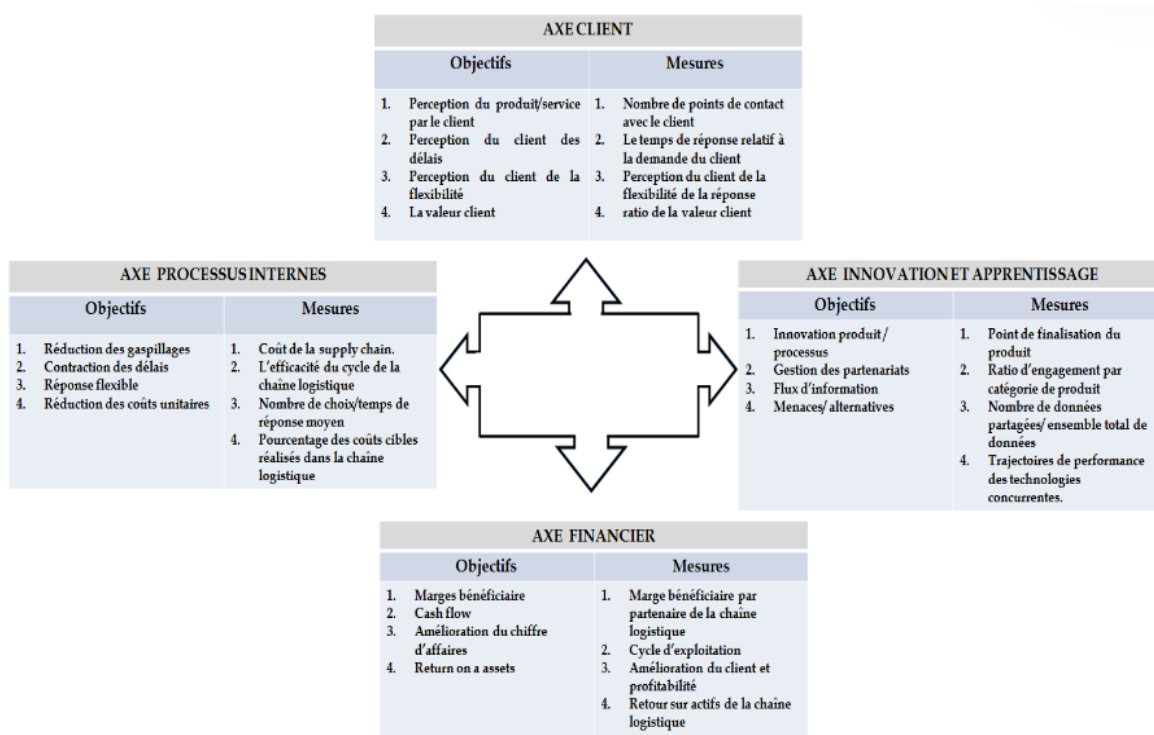 AXE CLIENT
Objectifs
Mesures
1. Perception du produit/service
par le client
2. Perception du client des
délais
3. Perception du client de la
flexibilité
4. La valeur client
1. Nombre de points de contact
avec le client
2. Le temps de réponse relatif à
la demande du client
3. Perception du client de la
flexibilité de la réponse
4. ratio de la valeur client
AXE PROCESSUS INTERNES
Objectifs
Mesures
1. Réduction des gaspillages
2. Contraction des délais
3. Réponse flexible
4. Réduction des coûts unitaires
1. Coût de la supply chain.
2. L'efficacité du cycle de la
chaîne logistique
3. Nombre de choix/temps de
réponse moyen
4. Pourcentage des coûts cibles
réalisés dans la chaîne
logistique
AXE INNOVATION ET APPRENTISSAGE
Objectifs
Mesures
1. Innovation produit/
processus
2. Gestion des partenariats
3. Flux d'information
4. Menaces/ alternatives
1. Point de finalisation du
produit
2. Ratio d'engagement par
catégorie de produit
3. Nombre de données
partagées/ ensemble total de
données
4. Trajectoires de performance
des technologies
concurrentes.
AXE FINANCIER
Objectifs
Mesures
1. Marges bénéficiaire
2. Cash flow
3. Amélioration du chiffre
d'affaires
4. Return on a assets
1. Marge bénéficiaire par
partenaire de la chaîne
logistique
2. Cycle d'exploitation
3. Amélioration du client et
profitabilité
4. Retour sur actifs de la chaîne
logistique